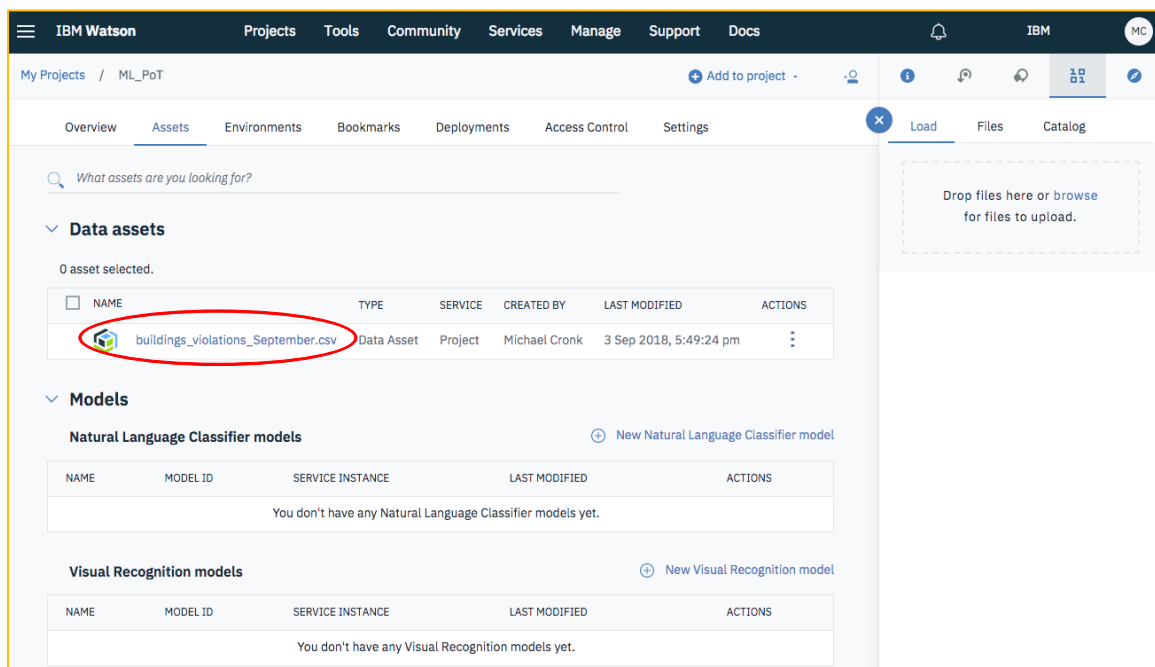 IBM Watson Projects Tools Community Services Manage Support Docs IBM MC
My Projects / ML_PoT Add to project
Overview Assets Environments Bookmarks Deployments Access Control Settings Load Files Catalog
What assets are you looking for?
Drop files here or browse
for files to upload.
Data assets
0 asset selected.
NAME TYPE SERVICE CREATED BY LAST MODIFIED ACTIONS
buildings_violations_September.csv Data Asset Project Michael Cronk 3 Sep 2018, 5:49:24 pm
Models
Natural Language Classifier models New Natural Language Classifier model
NAME MODEL ID SERVICE INSTANCE LAST MODIFIED ACTIONS
You don't have any Natural Language Classifier models yet.
Visual Recognition models New Visual Recognition model
NAME MODEL ID SERVICE INSTANCE LAST MODIFIED ACTIONS
You don't have any Visual Recognition models yet.